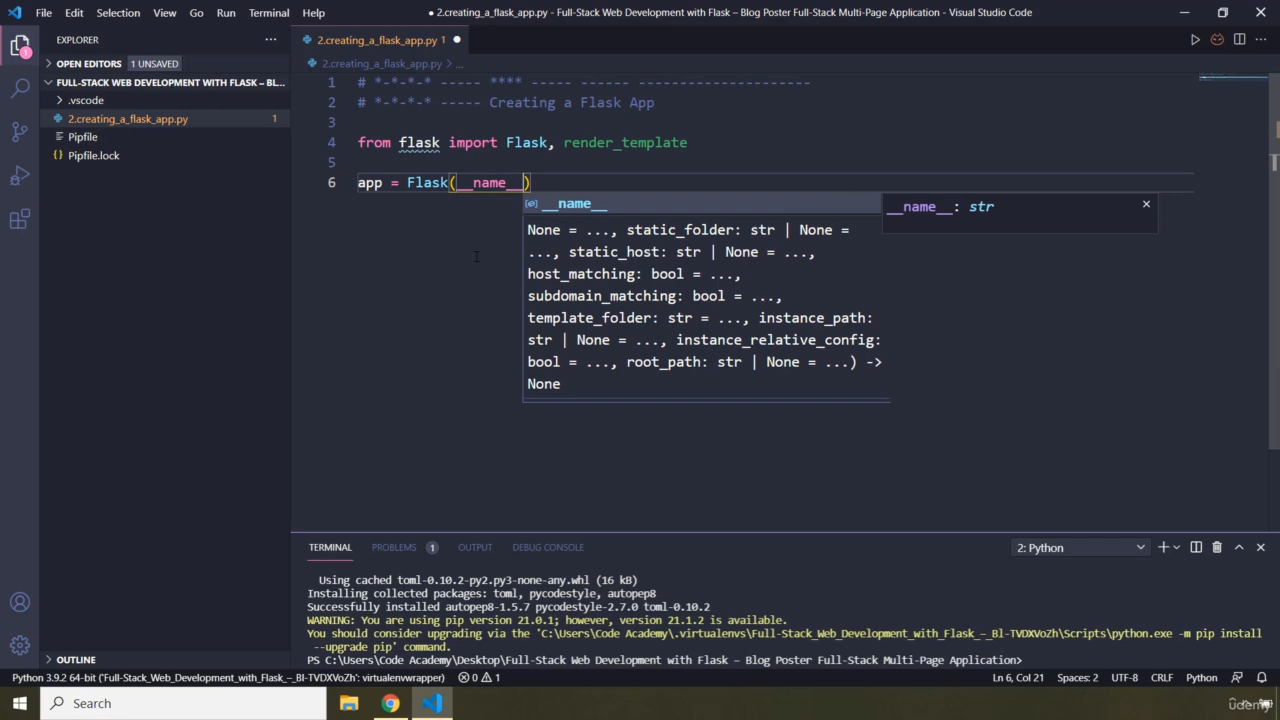 File Edit Selection View Go Run Terminal Help
● 2.creating_a_flask_app.py - Full-Stack Web Development with Flask – Blog Poster Full-Stack Multi-Page Application - Visual Studio Code
EXPLORER
1
OPEN EDITORS 1 UNSAVED
FULL-STACK WEB DEVELOPMENT WITH FLASK – BL...
.vscode
2.creating_a_flask_app.py 1
Pipfile
{} Pipfile.lock
OUTLINE
2.creating_a_flask_app.py 1 ●
2.creating_a_flask_app.py > ...
1 # *-*-*-* ----- **** ----- ------ ---------------------
2 # *-*-*-* ----- Creating a Flask App
3
4 from flask import Flask, render_template
5
6 app = Flask(__name__)
__name__
None = ..., static_folder: str | None =
..., static_host: str | None = ...,
host_matching: bool = ...,
subdomain_matching: bool = ...,
template_folder: str = ..., instance_path:
str | None = ..., instance_relative_config:
bool = ..., root_path: str | None = ...) ->
None
__name__: str
TERMINAL PROBLEMS 1 OUTPUT DEBUG CONSOLE
2: Python
Using cached toml-0.10.2-py2.py3-none-any.whl (16 kB)
Installing collected packages: toml, pycodestyle, autopep8
Successfully installed autopep8-1.5.7 pycodestyle-2.7.0 toml-0.10.2
WARNING: You are using pip version 21.0.1; however, version 21.1.2 is available.
You should consider upgrading via the 'C:\Users\Code Academy\.virtualenvs\Full-Stack_Web_Development_with_Flask_-_Bl-TVDXVoZh\Scripts\python.exe -m pip install
--upgrade pip' command.
PS C:\Users\Code Academy\Desktop\Full-Stack Web Development with Flask – Blog Poster Full-Stack Multi-Page Application>
Python 3.9.2 64-bit ('Full-Stack_Web_Development_with_Flask_-_Bl-TVDXVoZh': virtualenvwrapper) 0 1
Ln 6, Col 21 Spaces: 2 UTF-8 CRLF Python
Search
udemy